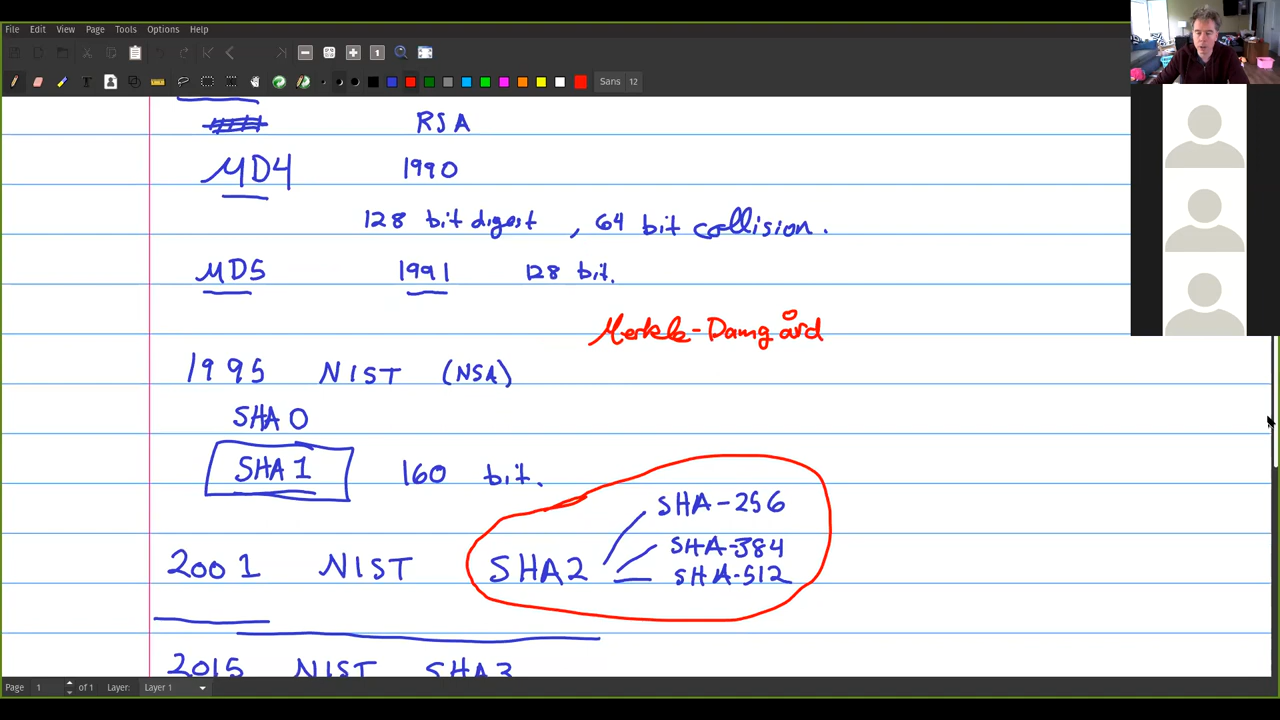 File Edit View Page Tools Options Help
1
Sans 12
RSA
MD4 1990
128 bit digest , 64 bit collision.
MD5 1991 128 bit.
Merkle-Damgård
1995 NIST (NSA)
SHA 0
SHA 1 160 bit.
SHA-256
SHA-384
2001 NIST SHA2
SHA-512
2015 NIST SHA3
Page 1 of 1 Layer: Layer 1